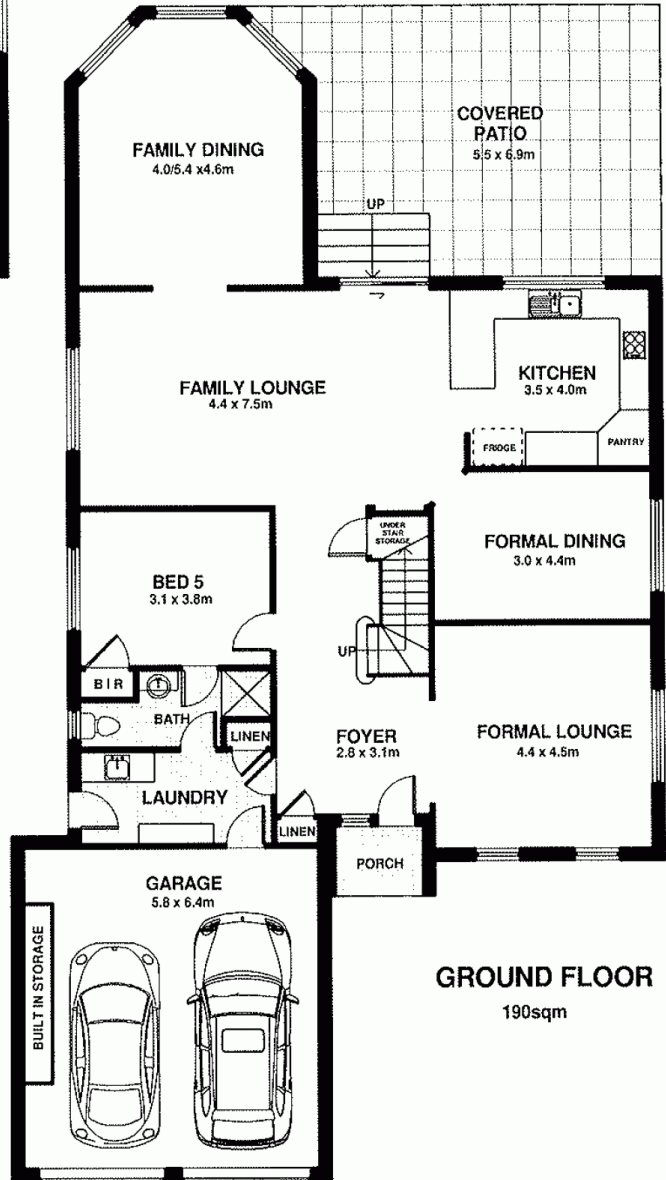 COVERED
PATIO
5.5 x 6.9m
FAMILY DINING
4.0/5.4 x4.6m
UP
KITCHEN
3.5 x 4.0m
FAMILY LOUNGE
4.4 x 7.5m
FRIDGE
PANTRY
UNDER
STAIR
STORAGE
FORMAL DINING
3.0 x 4.4m
BED 5
3.1 x 3.8m
UP
BIR
BATH
LINEN
FOYER
2.8 x 3.1m
FORMAL LOUNGE
4.4 x 4.5m
LAUNDRY
LINEN
PORCH
GARAGE
5.8 x 6.4m
BUILT IN STORAGE
GROUND FLOOR
190sqm